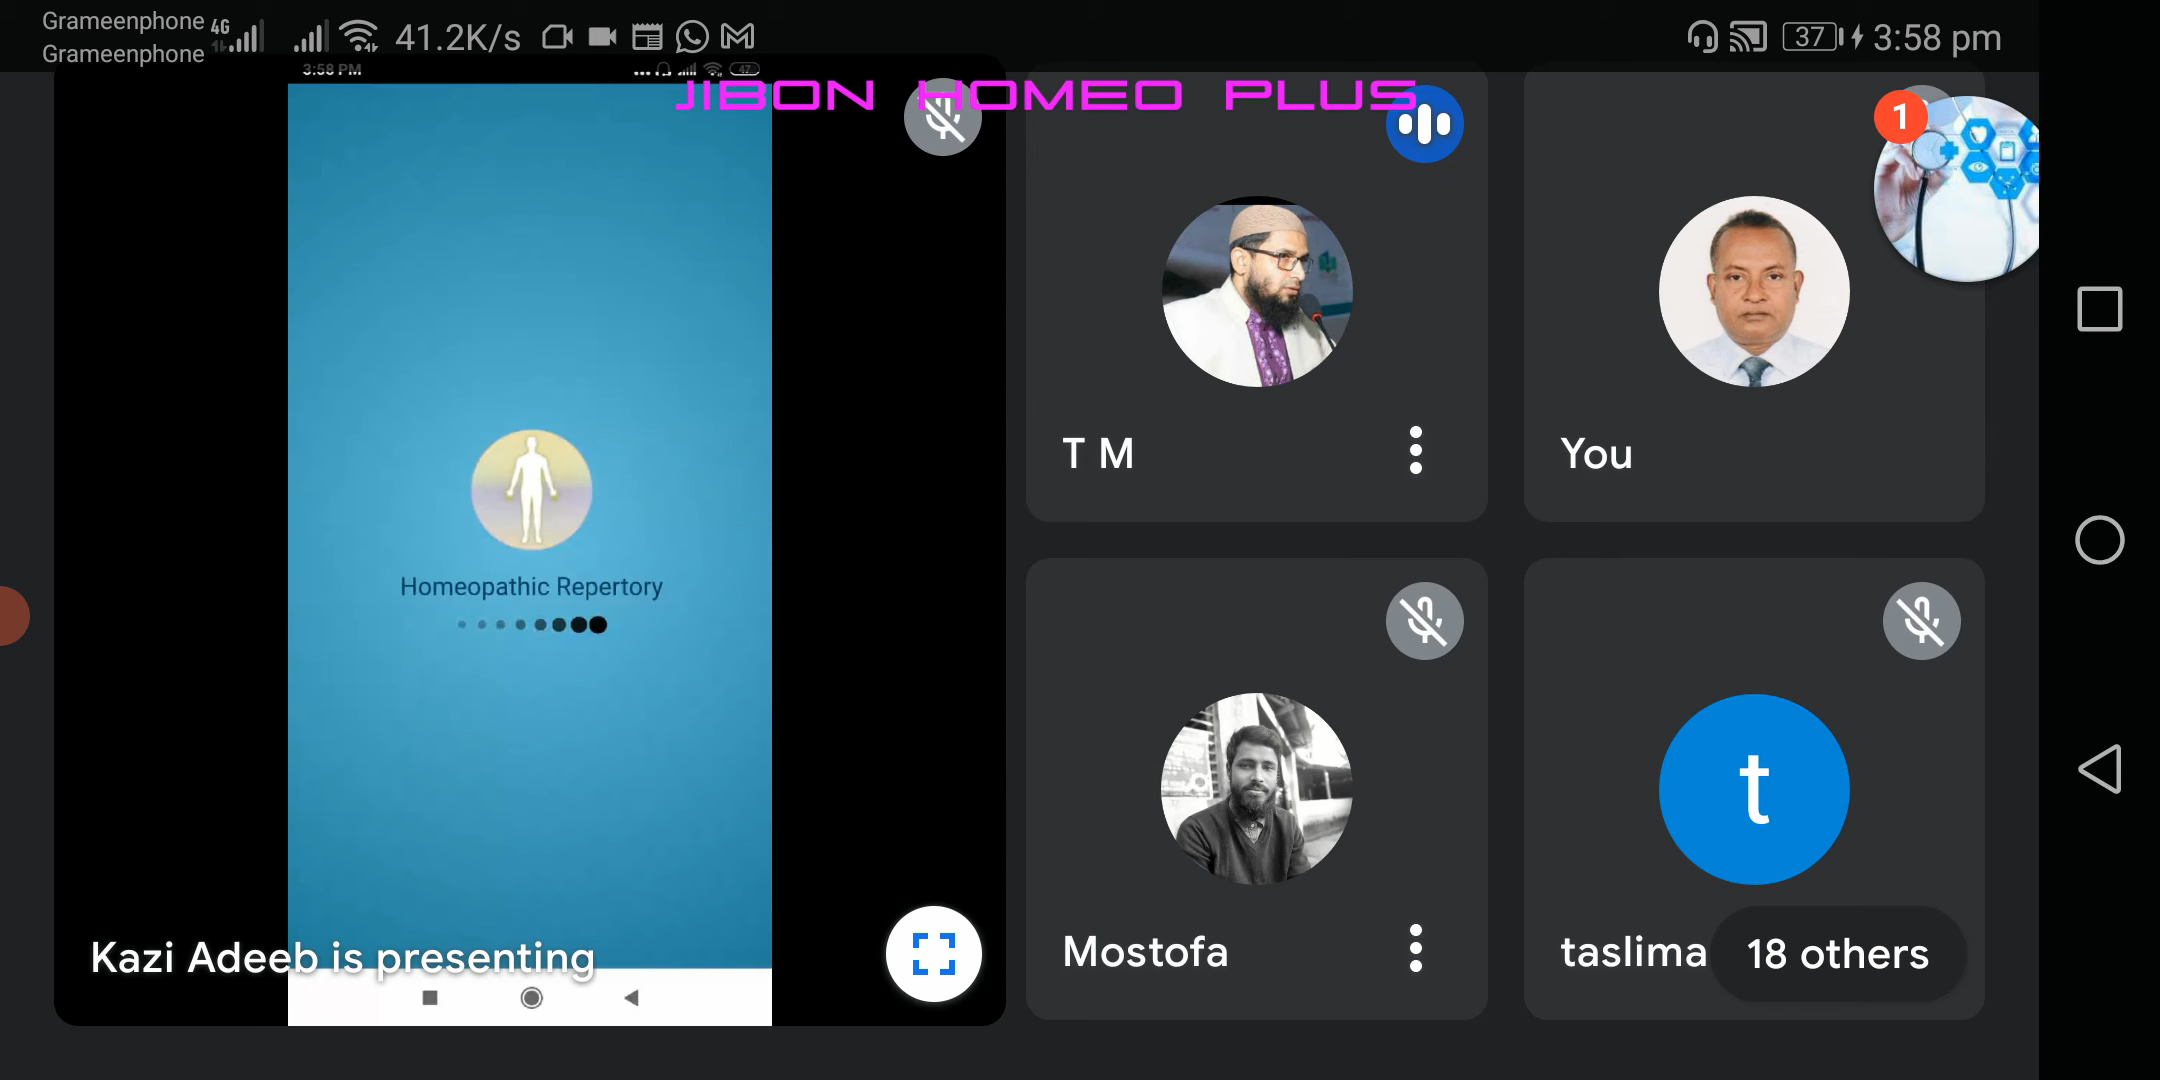 Grameenphone 4G
Grameenphone
41.2K/s
37
3:58 pm
3:58 PM
47
JIBON HOMEO PLUS
1
Homeopathic Repertory
Kazi Adeeb is presenting
T M
You
Mostofa
t
taslima
18 others